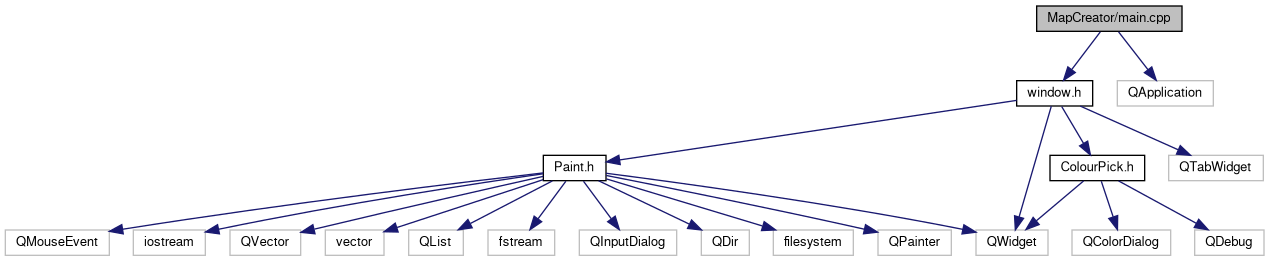 MapCreator/main.cpp
window.h
QApplication
Paint.h
ColourPick.h
QTabWidget
QMouseEvent
iostream
QVector
vector
QList
fstream
QInputDialog
QDir
filesystem
QPainter
QWidget
QColorDialog
QDebug